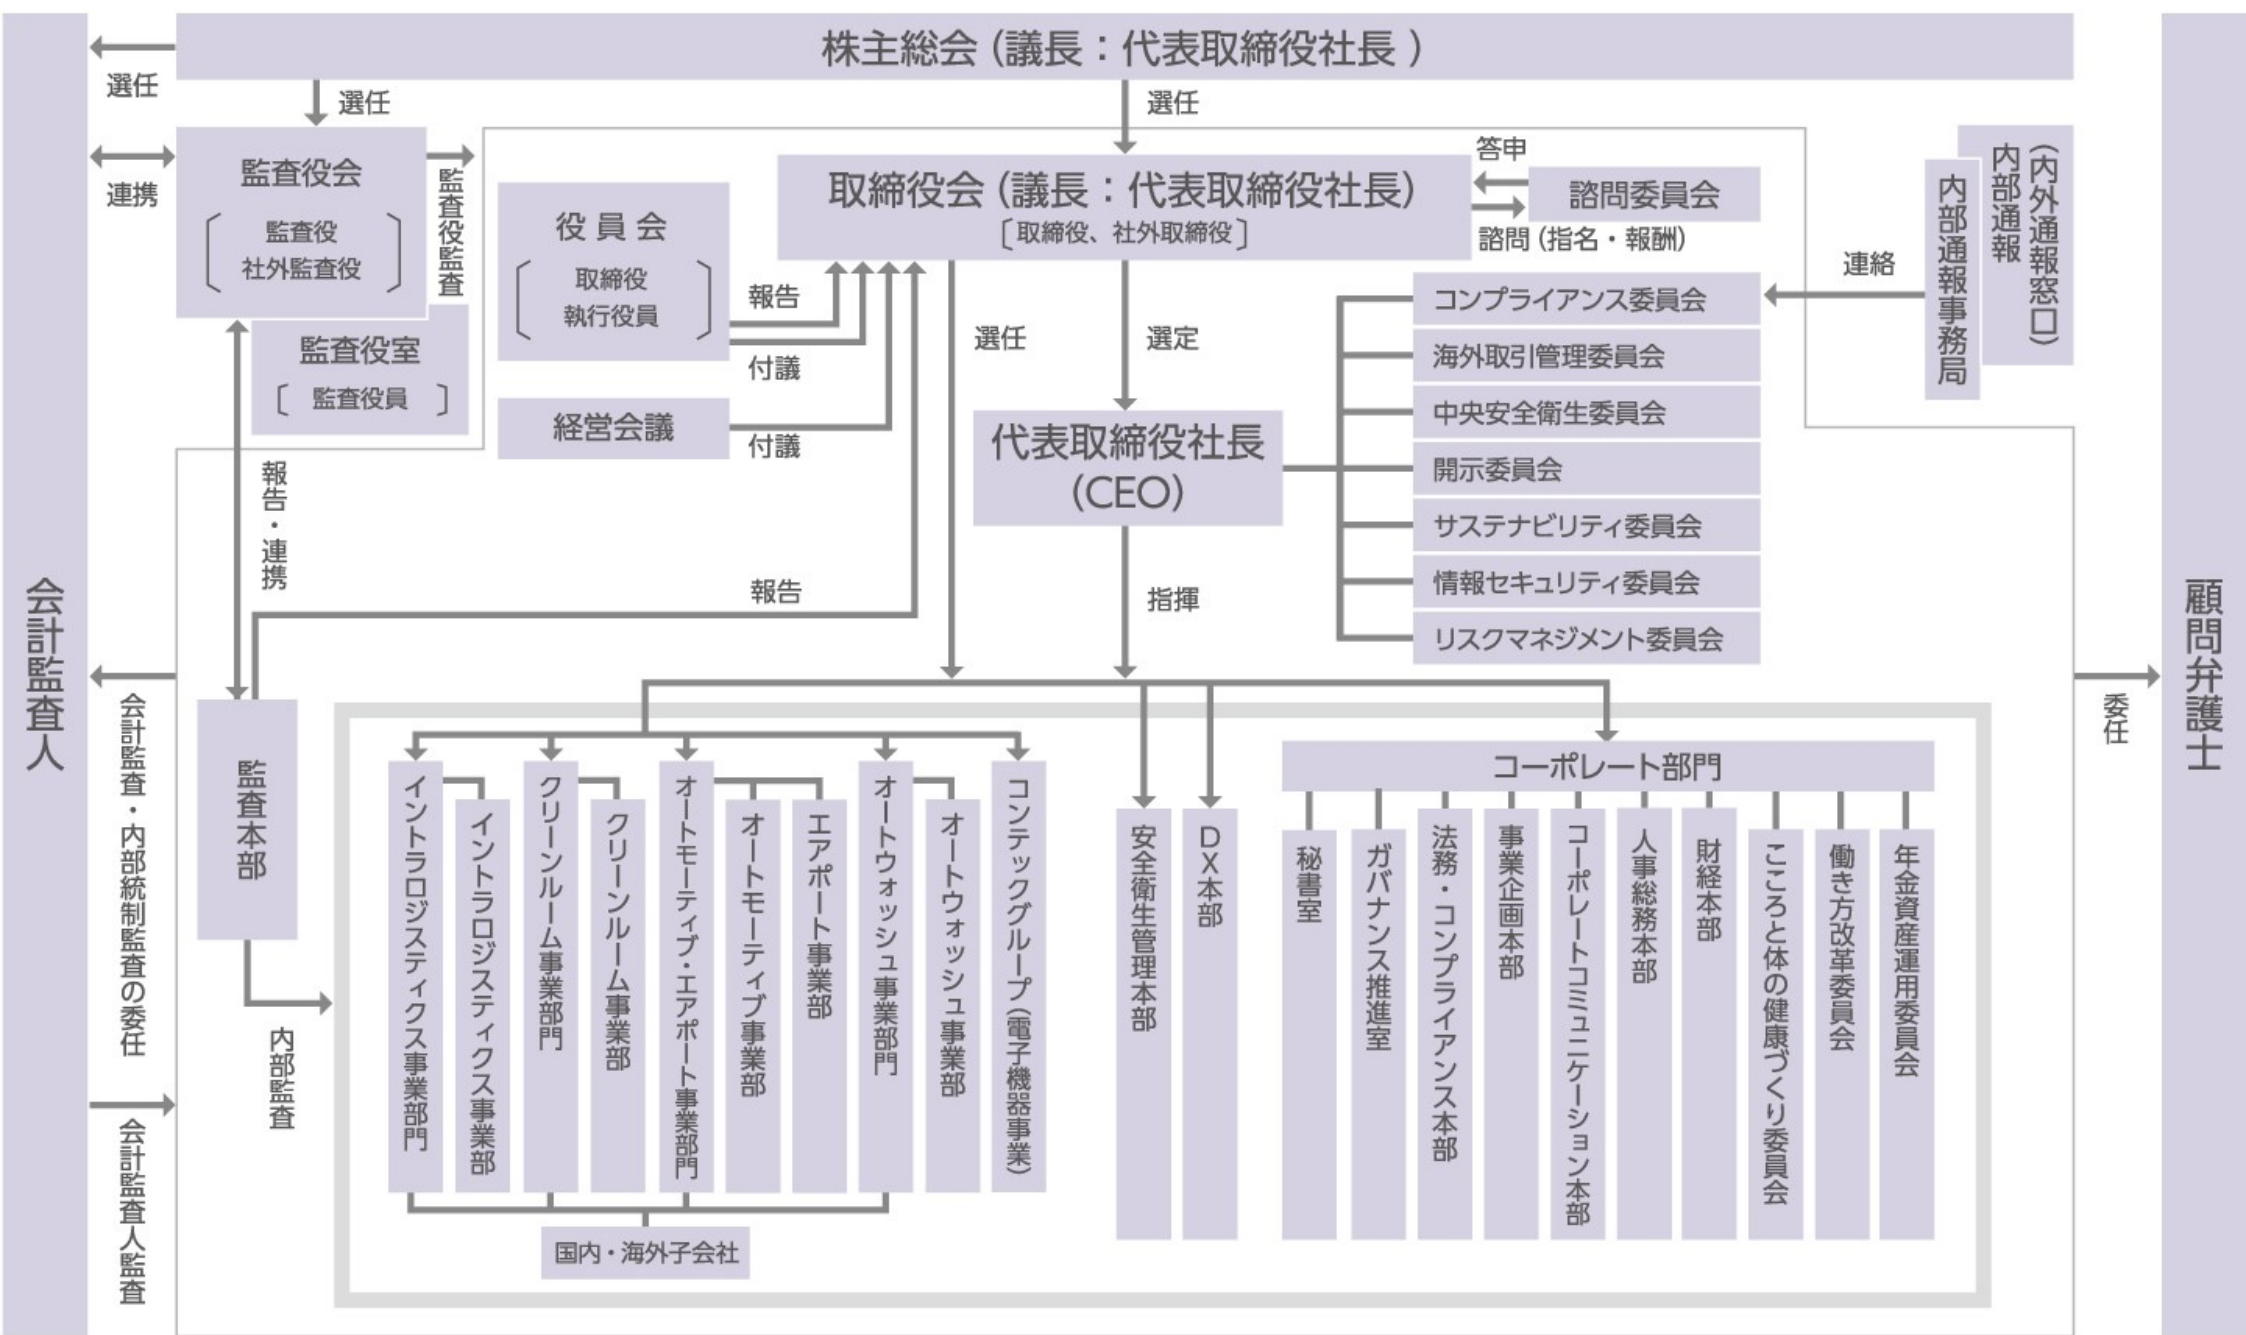 株主総会 (議長：代表取締役社長 )
選任
選任
選任
連携
監査役会
監査役
社外監査役
監査役監査
監査役室
監査役員
役員会
取締役
執行役員
経営会議
報告
付議
付議
取締役会 (議長：代表取締役社長)
〔取締役、社外取締役〕
答申
諮問委員会
諮問 (指名・報酬)
選任
選定
代表取締役社長
(CEO)
コンプライアンス委員会
海外取引管理委員会
中央安全衛生委員会
開示委員会
サステナビリティ委員会
情報セキュリティ委員会
リスクマネジメント委員会
連絡
内部通報事務局
内部通報
(内外通報窓口)
報告・連携
報告
指揮
会計監査人
顧問弁護士
委任
会計監査・内部統制監査の委任
会計監査人監査
監査本部
内部監査
イントラロジスティクス事業部門
イントラロジスティクス事業部
クリーンルーム事業部門
クリーンルーム事業部
オートモーティブ・エアポート事業部門
オートモーティブ事業部
エアポート事業部
オートウォッシュ事業部門
オートウォッシュ事業部
コンテックグループ(電子機器事業)
国内・海外子会社
安全衛生管理本部
DX本部
コーポレート部門
秘書室
ガバナンス推進室
法務・コンプライアンス本部
事業企画本部
コーポレートコミュニケーション本部
人事総務本部
財経本部
こころと体の健康づくり委員会
働き方改革委員会
年金資産運用委員会